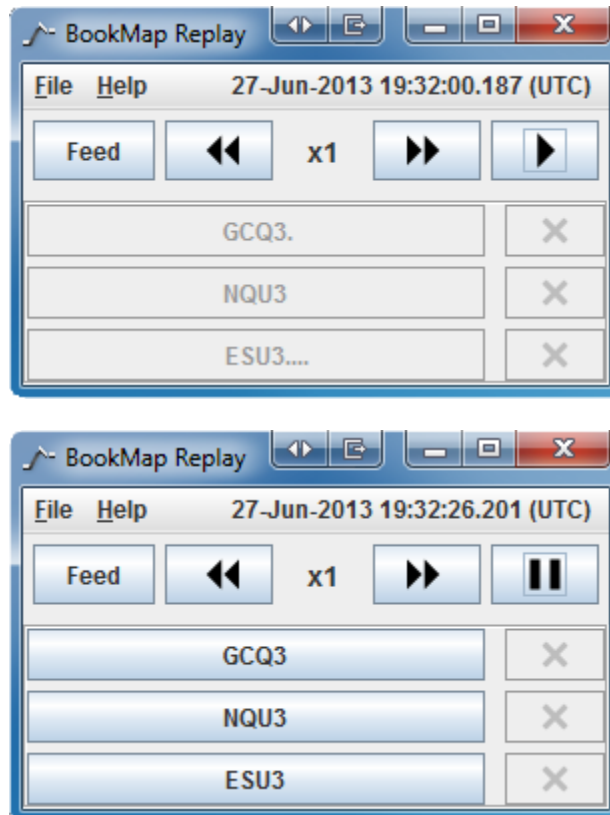 BookMap Replay
File Help 27-Jun-2013 19:32:00.187 (UTC)
Feed x1
GCQ3.
NQU3
ESU3....
BookMap Replay
File Help 27-Jun-2013 19:32:26.201 (UTC)
Feed x1
GCQ3
NQU3
ESU3